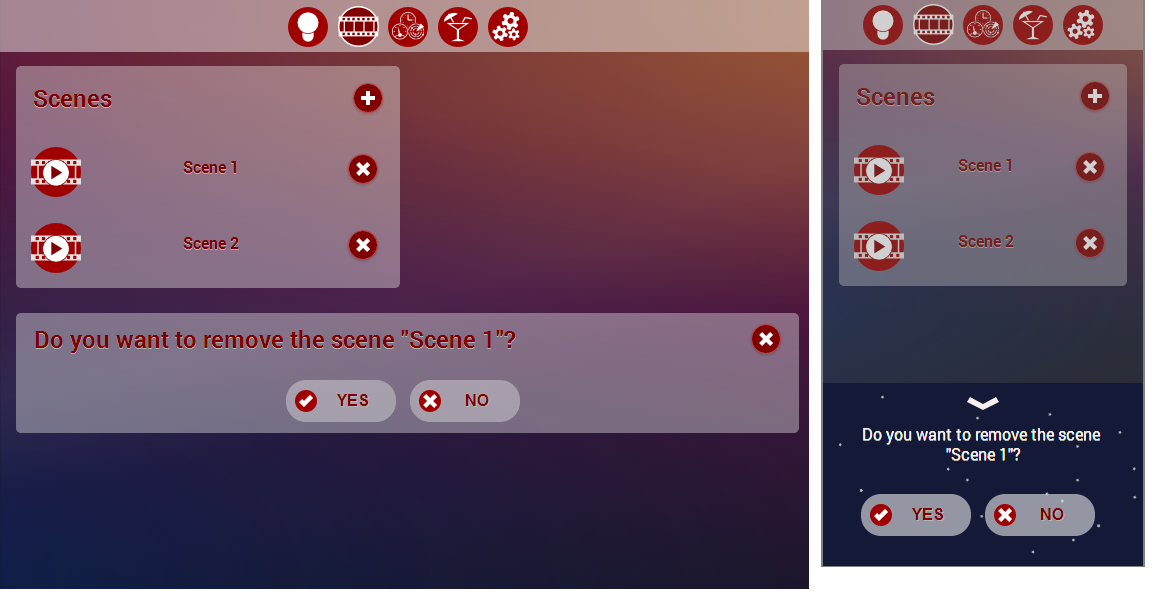 Scenes
Scene 1
Scene 2
Do you want to remove the scene "Scene 1"?
YES
NO
Scenes
Scene 1
Scene 2
Do you want to remove the scene
"Scene 1"?
YES
NO